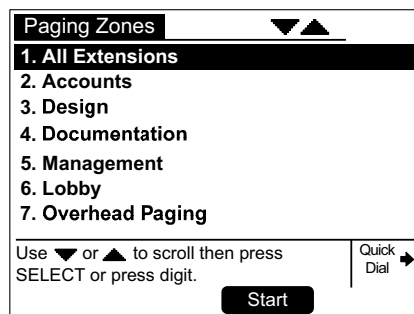 Paging Zones
1. All Extensions
2. Accounts
3. Design
4. Documentation
5. Management
6. Lobby
7. Overhead Paging
Use ▼ or ▲ to scroll then press
SELECT or press digit.
Quick
Dial
Start